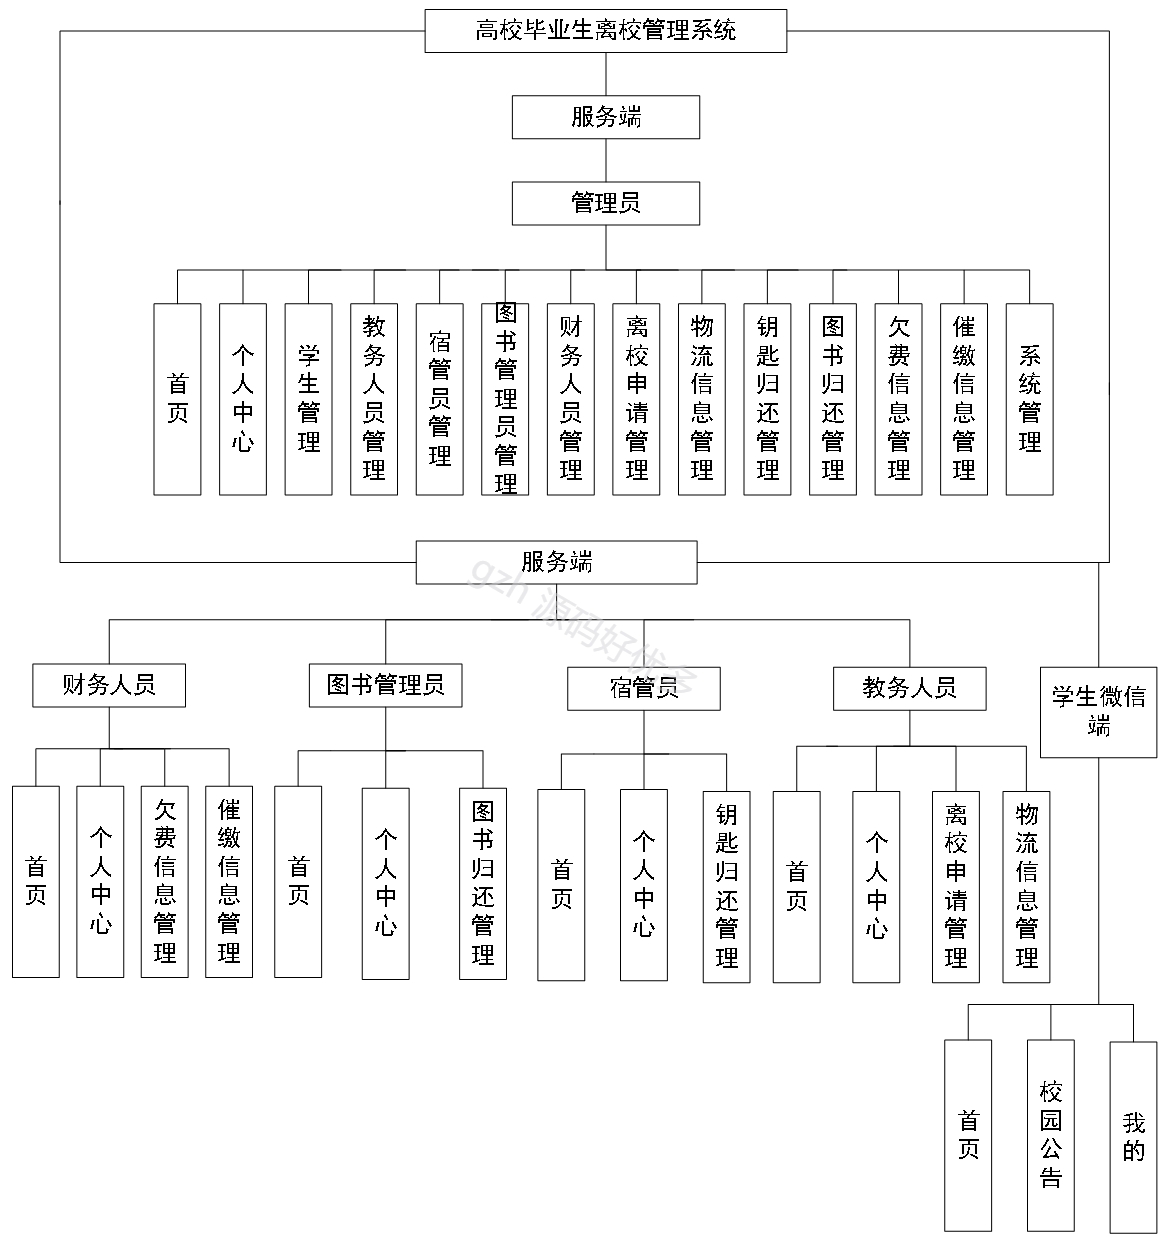 高校毕业生离校管理系统
服务端
管理员
首页
个人中心
学生管理
教务人员管理
宿管员管理
图书管理员管理
财务人员管理
离校申请管理
物流信息管理
钥匙归还管理
图书归还管理
欠费信息管理
催缴信息管理
系统管理
服务端
gzh 源码好优多
财务人员
图书管理员
宿管员
教务人员
学生微信
端
首页
个人中心
欠费信息管理
催缴信息管理
首页
个人中心
图书归还管理
首页
个人中心
钥匙归还管理
首页
个人中心
离校申请管理
物流信息管理
首页
校园公告
我的